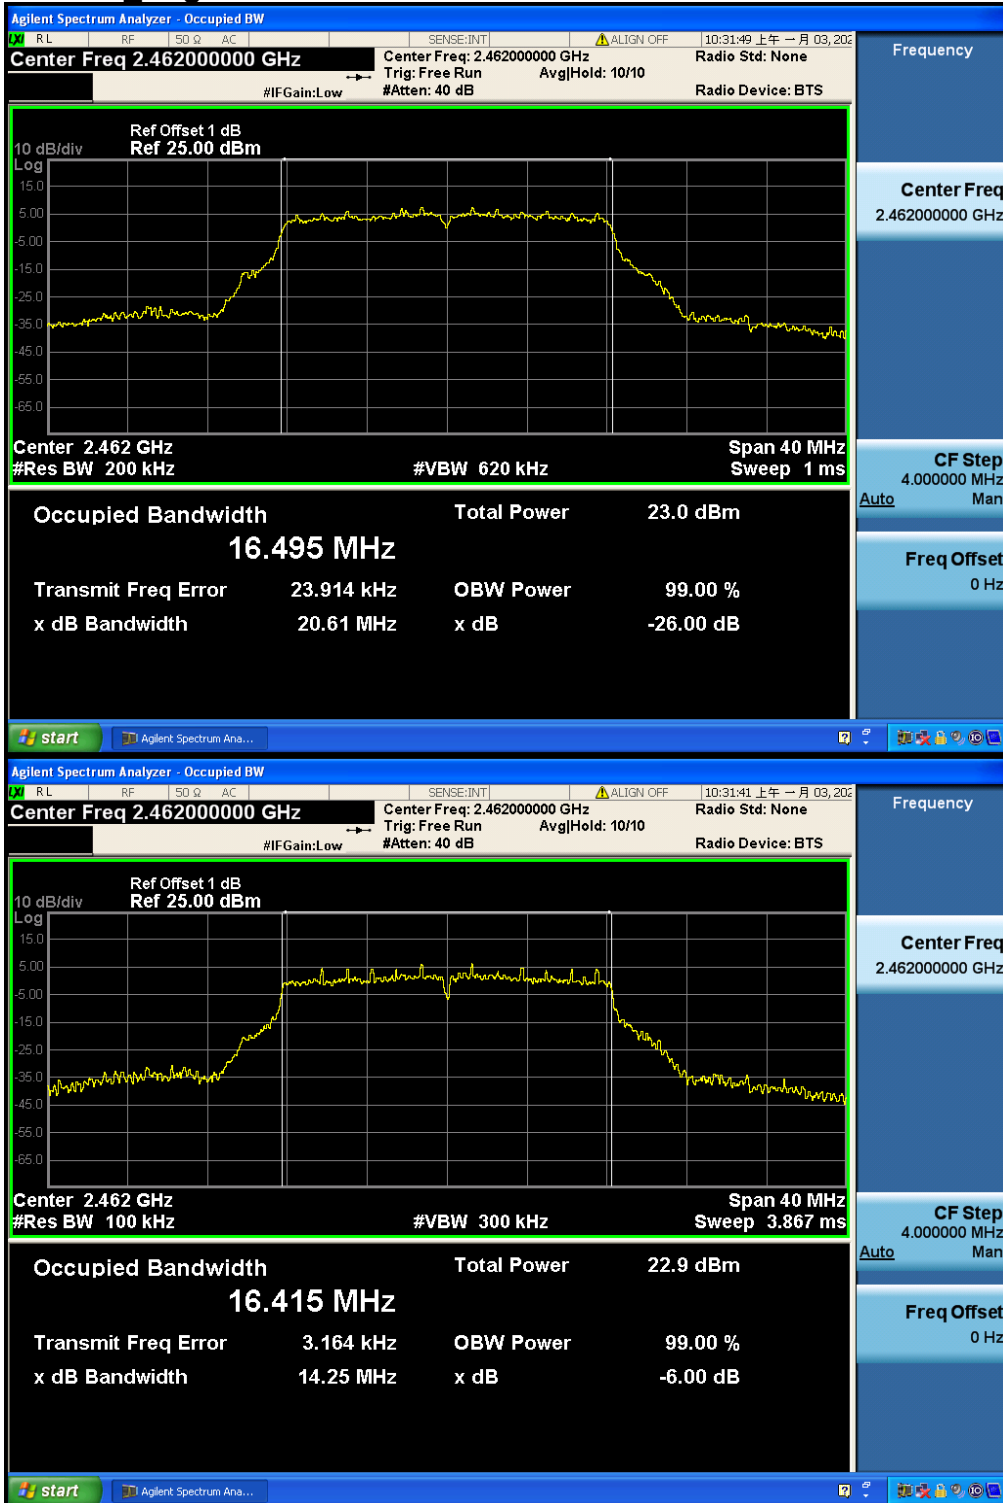 Agilent Spectrum Analyzer - Occupied BW
LXI RL RF 50 Ω AC SENSE:INT ALIGN OFF 10:31:49 上午 一月 03, 202
Center Freq 2.462000000 GHz
Center Freq: 2.462000000 GHz
Radio Std: None
Trig: Free Run Avg|Hold: 10/10
#IFGain:Low #Atten: 40 dB
Radio Device: BTS
Frequency
Ref Offset 1 dB
10 dB/div Ref 25.00 dBm
Log
15.0
5.00
-5.00
-15.0
-25.0
-35.0
-45.0
-55.0
-65.0
Center Freq
2.462000000 GHz
Center 2.462 GHz Span 40 MHz
#Res BW 200 kHz #VBW 620 kHz Sweep 1 ms
CF Step
4.000000 MHz
Auto Man
Occupied Bandwidth Total Power 23.0 dBm
16.495 MHz
Transmit Freq Error 23.914 kHz OBW Power 99.00 %
x dB Bandwidth 20.61 MHz x dB -26.00 dB
Freq Offset
0 Hz
start Agilent Spectrum Ana...
Agilent Spectrum Analyzer - Occupied BW
LXI RL RF 50 Ω AC SENSE:INT ALIGN OFF 10:31:41 上午 一月 03, 202
Center Freq 2.462000000 GHz
Center Freq: 2.462000000 GHz
Radio Std: None
Trig: Free Run Avg|Hold: 10/10
#IFGain:Low #Atten: 40 dB
Radio Device: BTS
Frequency
Ref Offset 1 dB
10 dB/div Ref 25.00 dBm
Log
15.0
5.00
-5.00
-15.0
-25.0
-35.0
-45.0
-55.0
-65.0
Center Freq
2.462000000 GHz
Center 2.462 GHz Span 40 MHz
#Res BW 100 kHz #VBW 300 kHz Sweep 3.867 ms
CF Step
4.000000 MHz
Auto Man
Occupied Bandwidth Total Power 22.9 dBm
16.415 MHz
Transmit Freq Error 3.164 kHz OBW Power 99.00 %
x dB Bandwidth 14.25 MHz x dB -6.00 dB
Freq Offset
0 Hz
start Agilent Spectrum Ana...